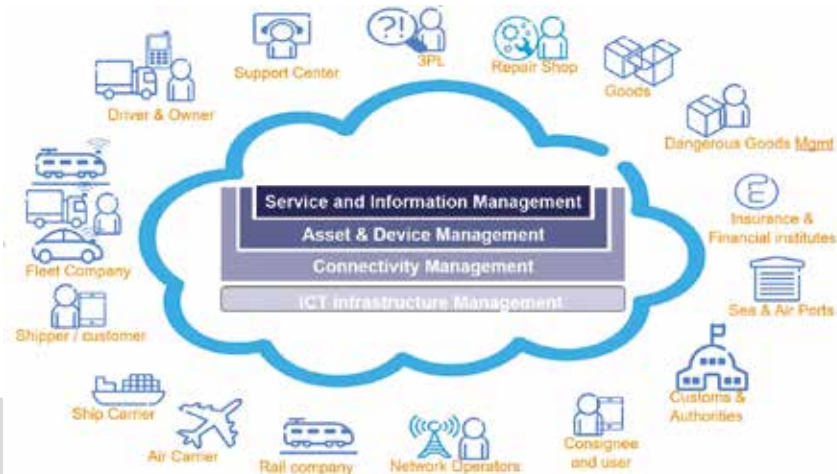 Support Center
3PL
Repair Shop
Goods
Driver & Owner
Dangerous Goods Mgmt
Service and Information Management
Asset & Device Management
Connectivity Management
ICT Infrastructure Management
Insurance &
Financial institutes
Fleet Company
Sea & Air Ports
Shipper / customer
Customs &
Authorities
Ship Carrier
Air Carrier
Rail company
Network Operators
Consignee
and user
?!